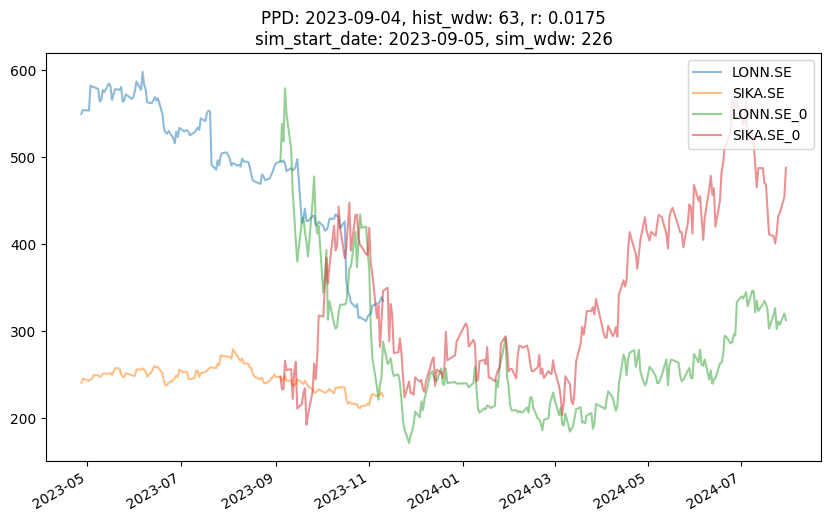 PPD: 2023-09-04, hist_wdw: 63, r: 0.0175
sim_start_date: 2023-09-05, sim_wdw: 226
LONN.SE
SIKA.SE
LONN.SE_0
SIKA.SE_0
600
500
400
300
200
2023-05
2023-07
2023-09
2023-11
2024-01
2024-03
2024-05
2024-07